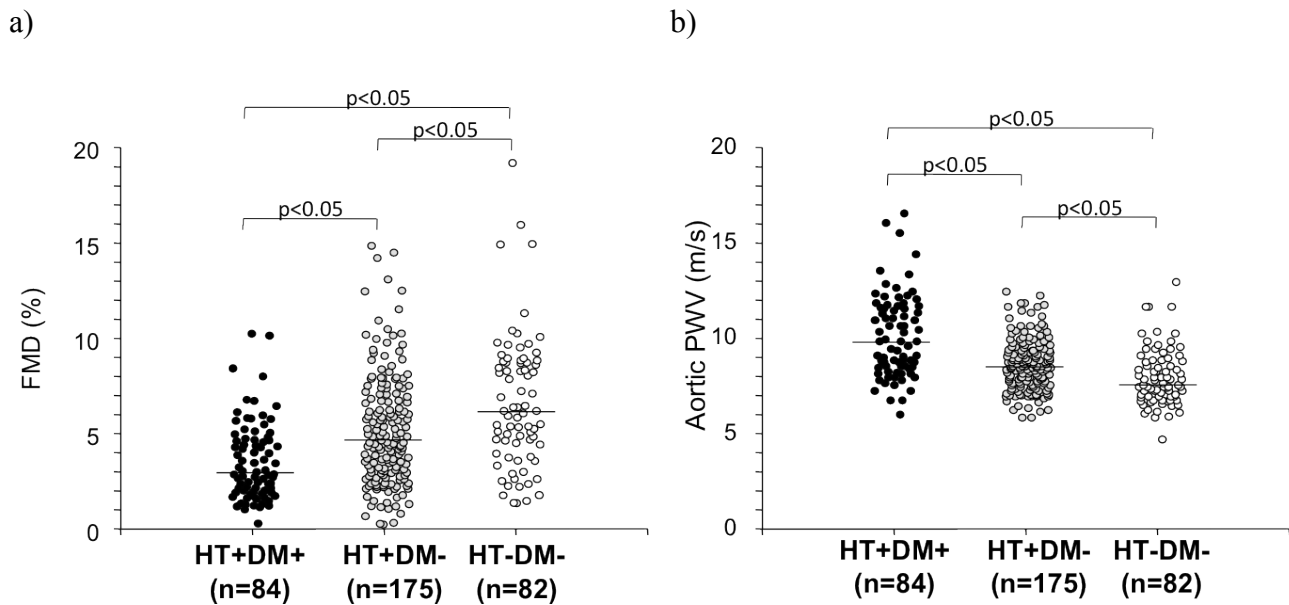 a)
p<0.05
p<0.05
p<0.05
FMD (%)
20
15
10
5
0
HT+DM+
(n=84)
HT+DM-
(n=175)
HT-DM-
(n=82)
b)
p<0.05
p<0.05
p<0.05
Aortic PWV (m/s)
20
15
10
5
0
HT+DM+
(n=84)
HT+DM-
(n=175)
HT-DM-
(n=82)